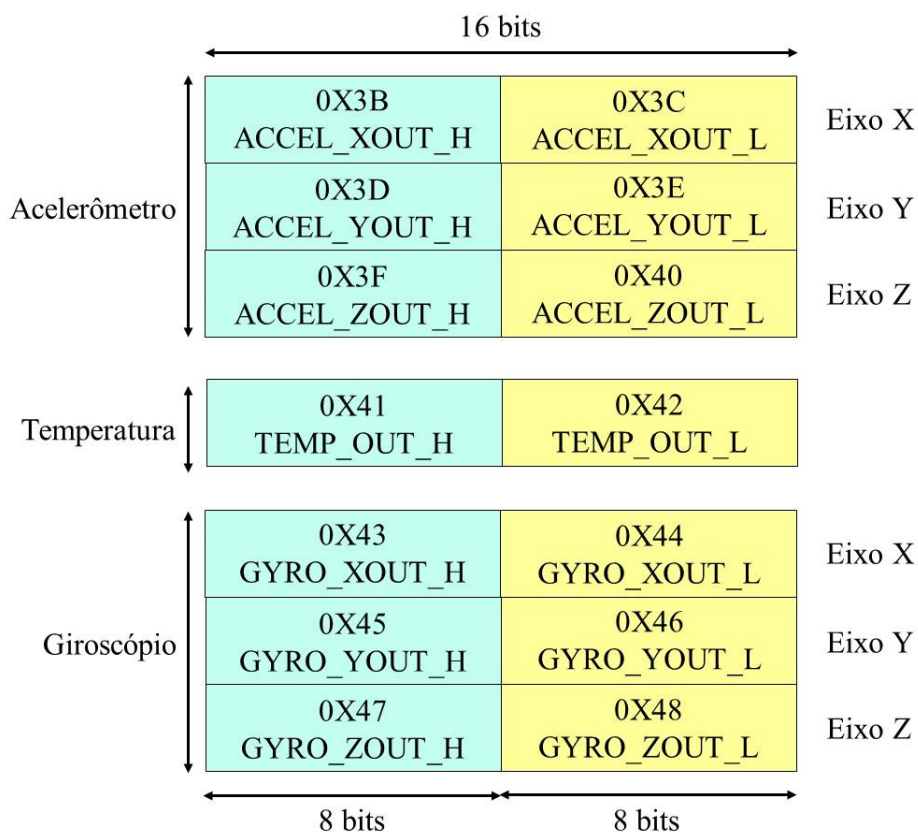 16 bits
0X3B
ACCEL_XOUT_H
0X3C
ACCEL_XOUT_L
Eixo X
Acelerômetro
0X3D
ACCEL_YOUT_H
0X3E
ACCEL_YOUT_L
Eixo Y
0X3F
ACCEL_ZOUT_H
0X40
ACCEL_ZOUT_L
Eixo Z
Temperatura
0X41
TEMP_OUT_H
0X42
TEMP_OUT_L
0X43
GYRO_XOUT_H
0X44
GYRO_XOUT_L
Eixo X
Giroscópio
0X45
GYRO_YOUT_H
0X46
GYRO_YOUT_L
Eixo Y
0X47
GYRO_ZOUT_H
0X48
GYRO_ZOUT_L
Eixo Z
8 bits
8 bits